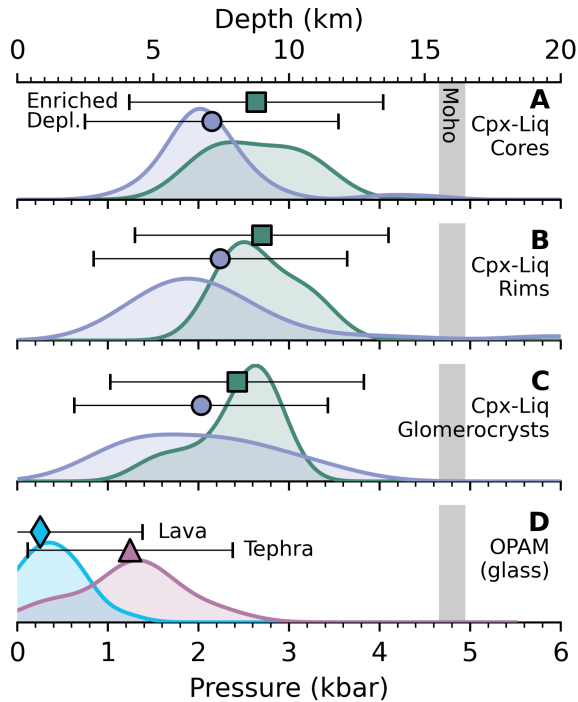 Depth (km)
0 5 10 15 20
Enriched
Depl.
Moho
A
Cpx-Liq
Cores
B
Cpx-Liq
Rims
C
Cpx-Liq
Glomerocrysts
Lava
Tephra
D
OPAM
(glass)
0 1 2 3 4 5 6
Pressure (kbar)